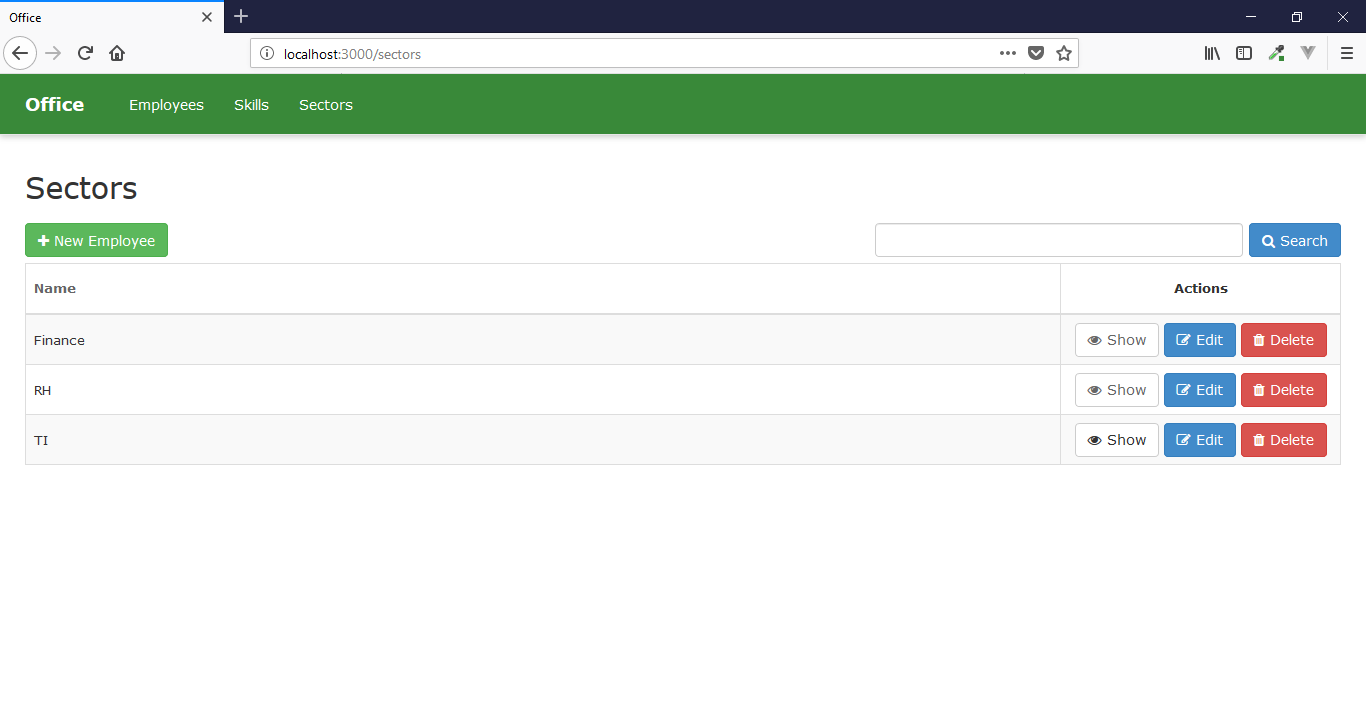 Office
localhost:3000/sectors
Office Employees Skills Sectors
Sectors
New Employee Search
Name Actions
Finance Show Edit Delete
RH Show Edit Delete
TI Show Edit Delete